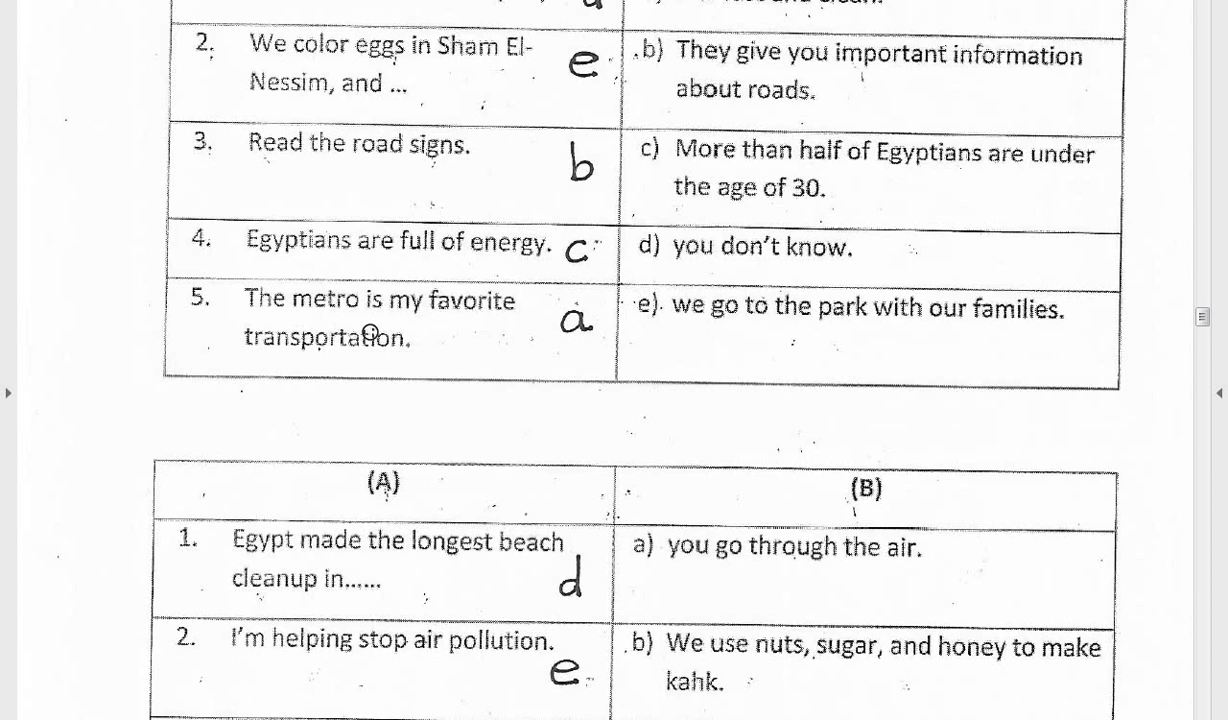 2. We color eggs in Sham El-
Nessim, and ...
e
b) They give you important information
about roads.
3. Read the road signs.
b
c) More than half of Egyptians are under
the age of 30.
4. Egyptians are full of energy.
c
d) you don't know.
5. The metro is my favorite
transportation.
a
e) we go to the park with our families.
(A)
(B)
1. Egypt made the longest beach
cleanup in......
d
a) you go through the air.
2. I'm helping stop air pollution.
e
b) We use nuts, sugar, and honey to make
kahk.